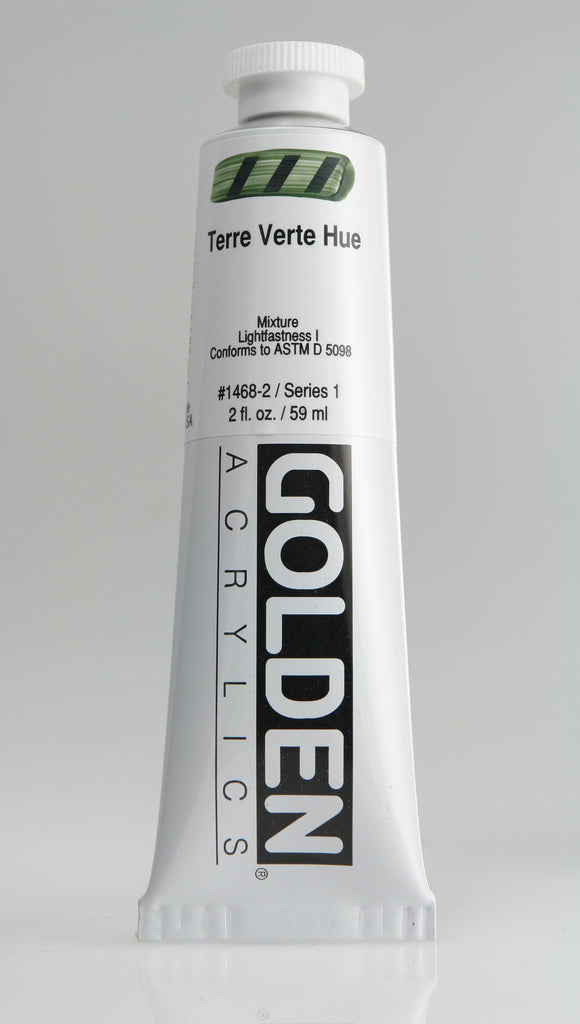 Terre Verte Hue
Mixture
Lightfastness I
Conforms to ASTM D 5098
#1468-2 / Series 1
2 fl. oz. / 59 ml
GOLDEN®
ACRYLICS